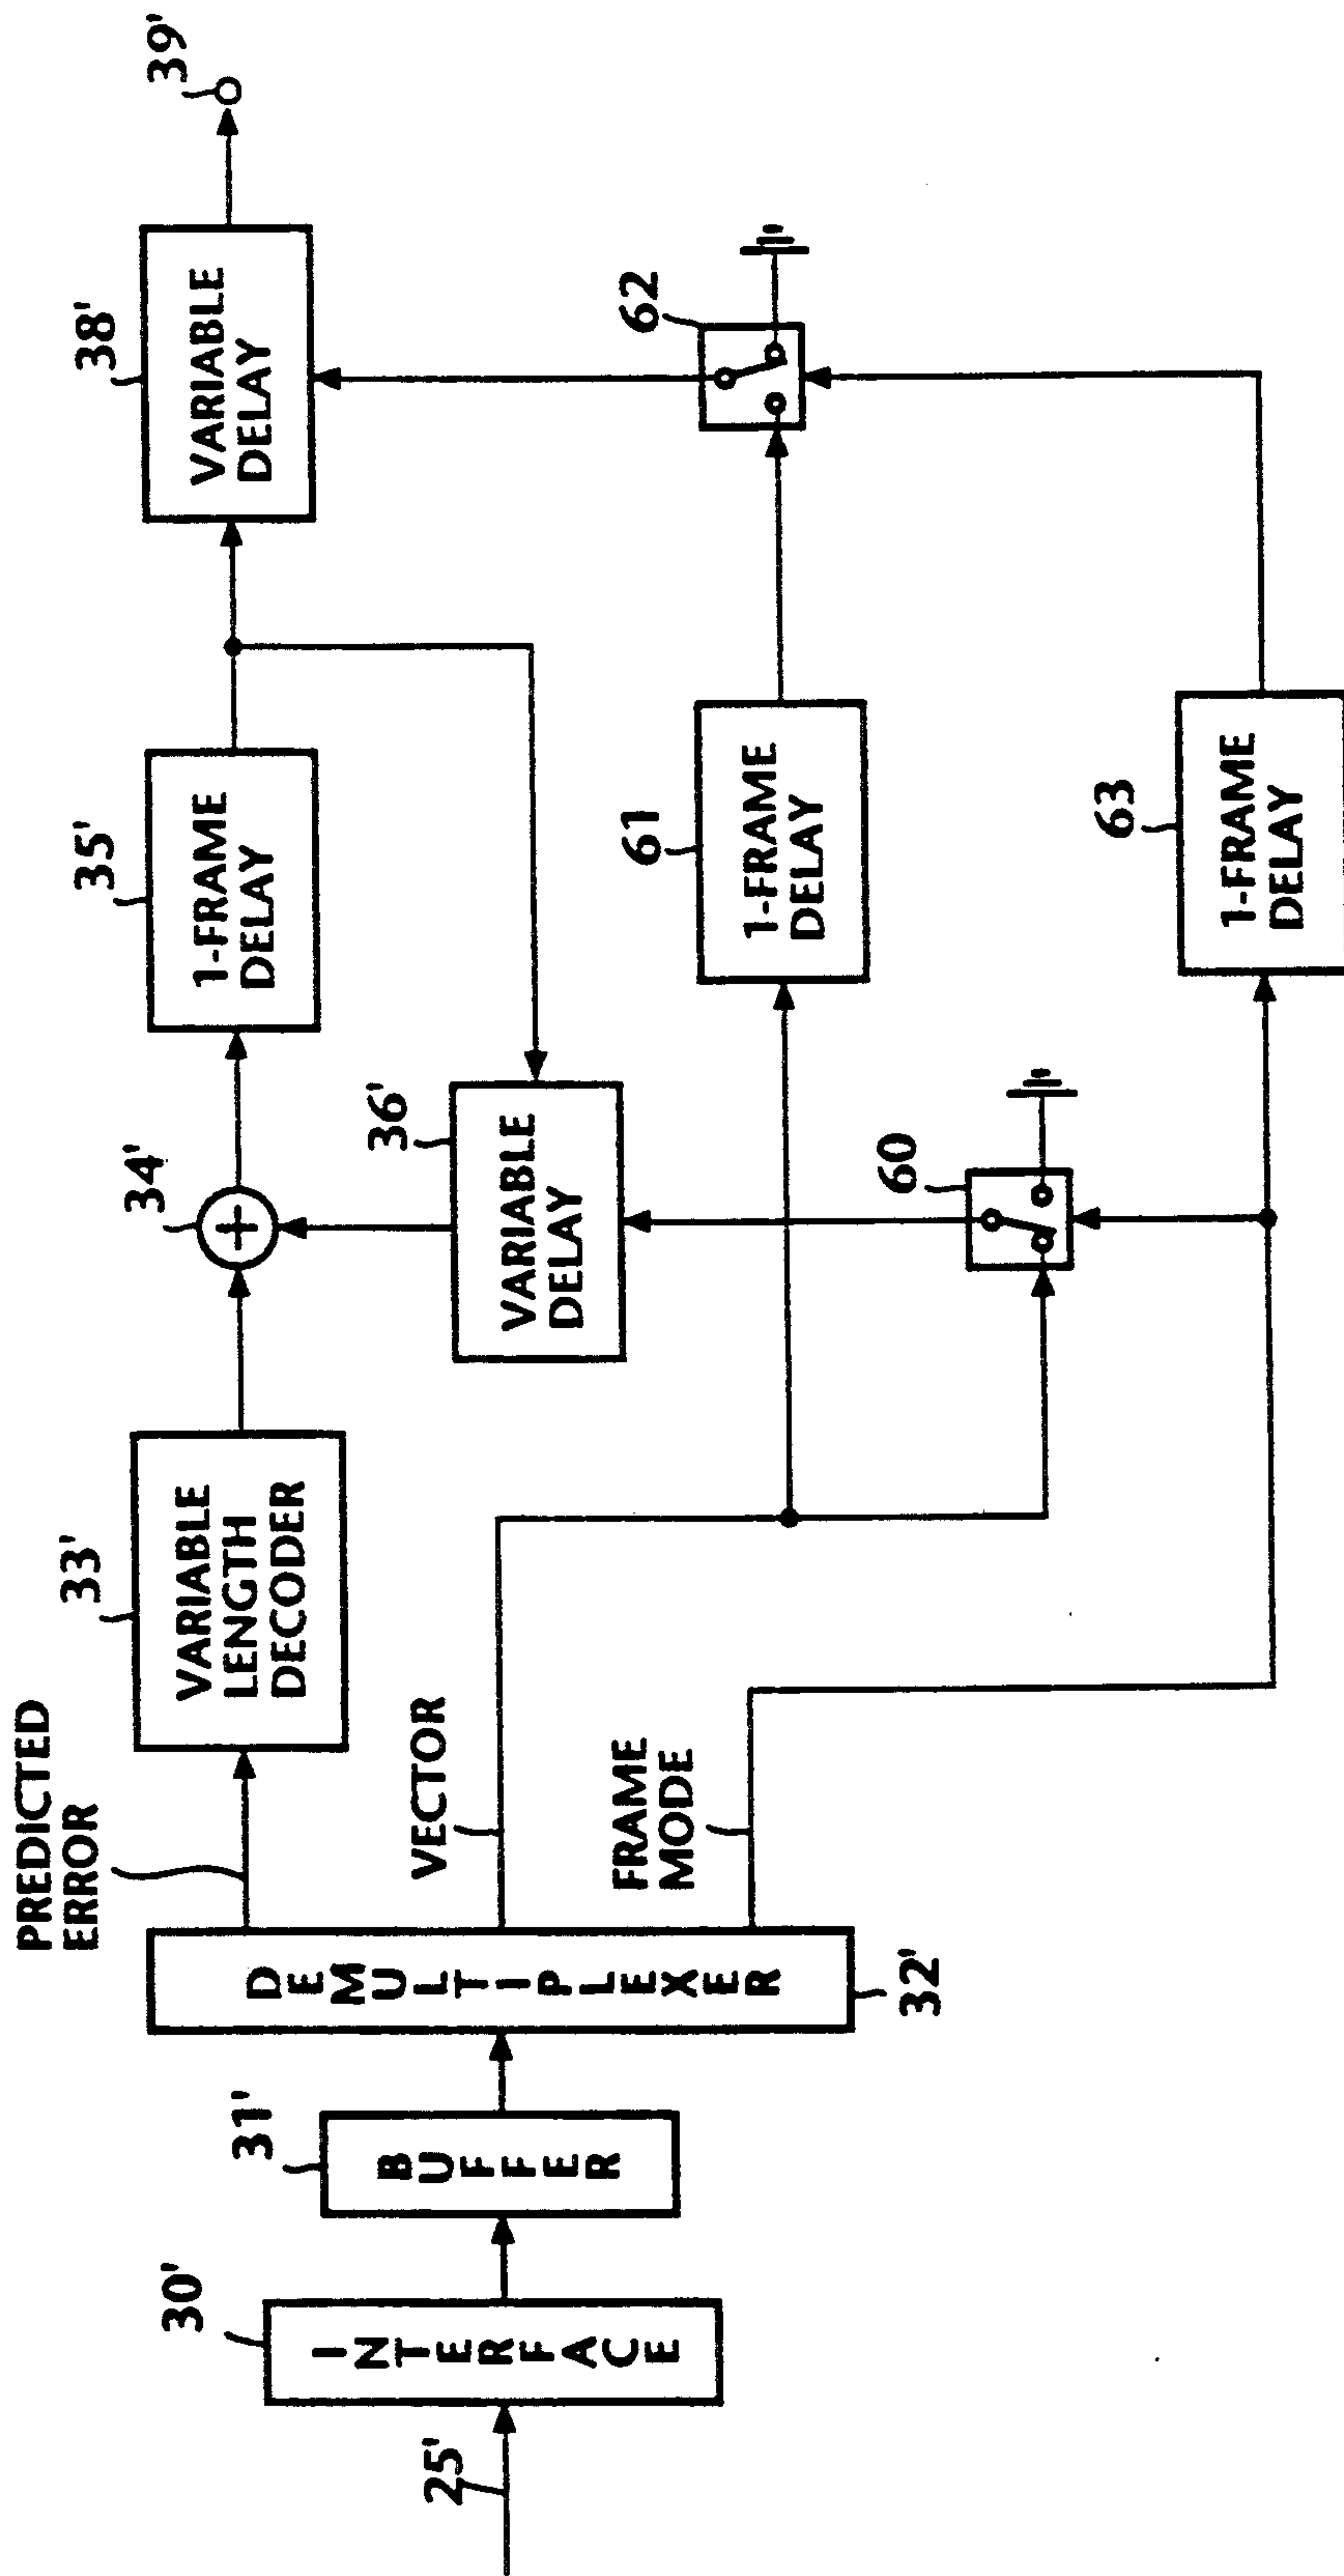 25'
30'
INTERFACE
31'
BUFFER
32'
DEMULTIPLEXER
PREDICTED
ERROR
VECTOR
FRAME
MODE
33'
VARIABLE
LENGTH
DECODER
34'
35'
1-FRAME
DELAY
36'
VARIABLE
DELAY
38'
VARIABLE
DELAY
39'
60
61
1-FRAME
DELAY
62
63
1-FRAME
DELAY